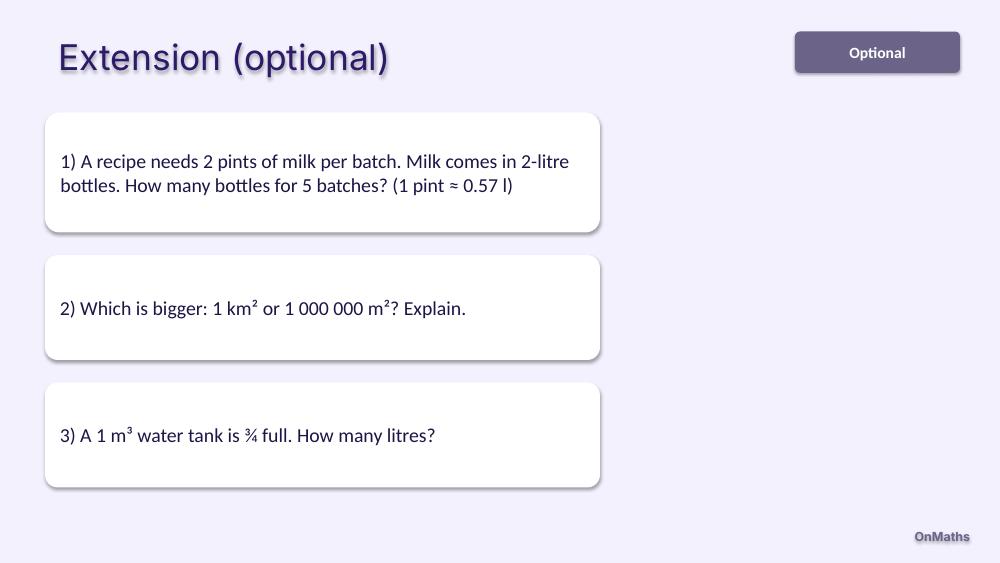 Extension (optional)
Optional
1) A recipe needs 2 pints of milk per batch. Milk comes in 2-litre
bottles. How many bottles for 5 batches? (1 pint ≈ 0.57 l)
2) Which is bigger: 1 km² or 1 000 000 m²? Explain.
3) A 1 m³ water tank is ¾ full. How many litres?
OnMaths